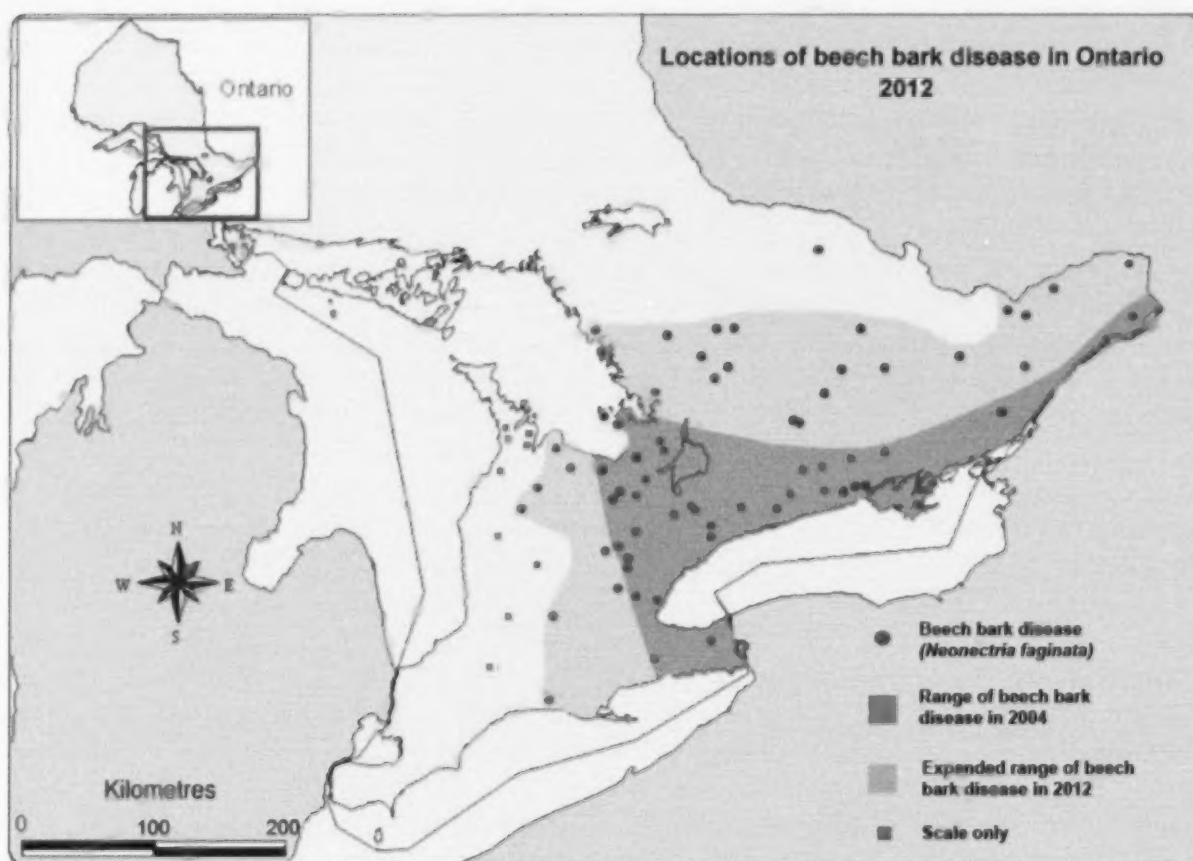 Locations of beech bark disease in Ontario
2012
Ontario
N
W
E
S
Beech bark disease
(Neonectria faginata)
Range of beech bark
disease in 2004
Expanded range of beech
bark disease in 2012
Scale only
Kilometres
0
100
200